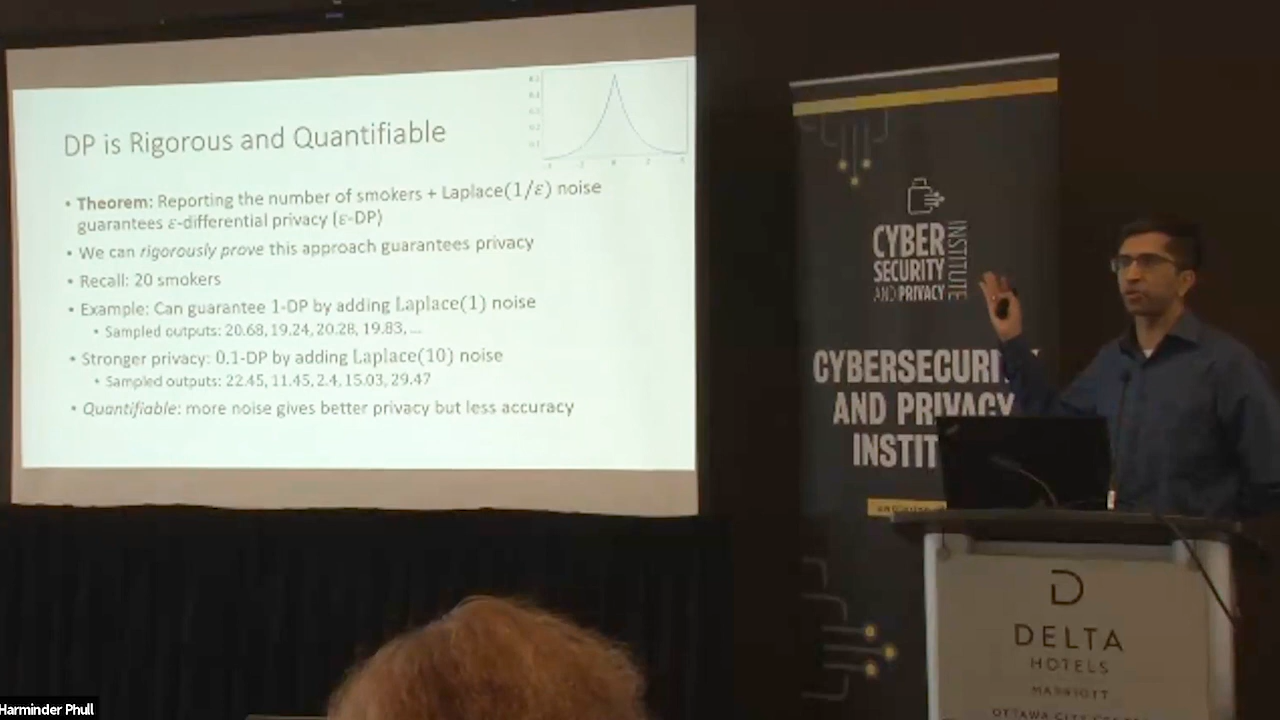 DP is Rigorous and Quantifiable
• Theorem: Reporting the number of smokers + Laplace(1/ε) noise
guarantees ε-differential privacy (ε-DP)
• We can rigorously prove this approach guarantees privacy
• Recall: 20 smokers
• Example: Can guarantee 1-DP by adding Laplace(1) noise
• Sampled outputs: 20.68, 19.24, 20.28, 19.83, ...
• Stronger privacy: 0.1-DP by adding Laplace(10) noise
• Sampled outputs: 22.45, 11.45, 2.4, 15.03, 29.47
• Quantifiable: more noise gives better privacy but less accuracy
CYBER
SECURITY
AND PRIVACY
INSTITUTE
CYBERSECURI
AND PRIVACY
INSTIT
DELTA
HOTELS
MARRIOTT
OTTAWA CITY
Harminder Phull